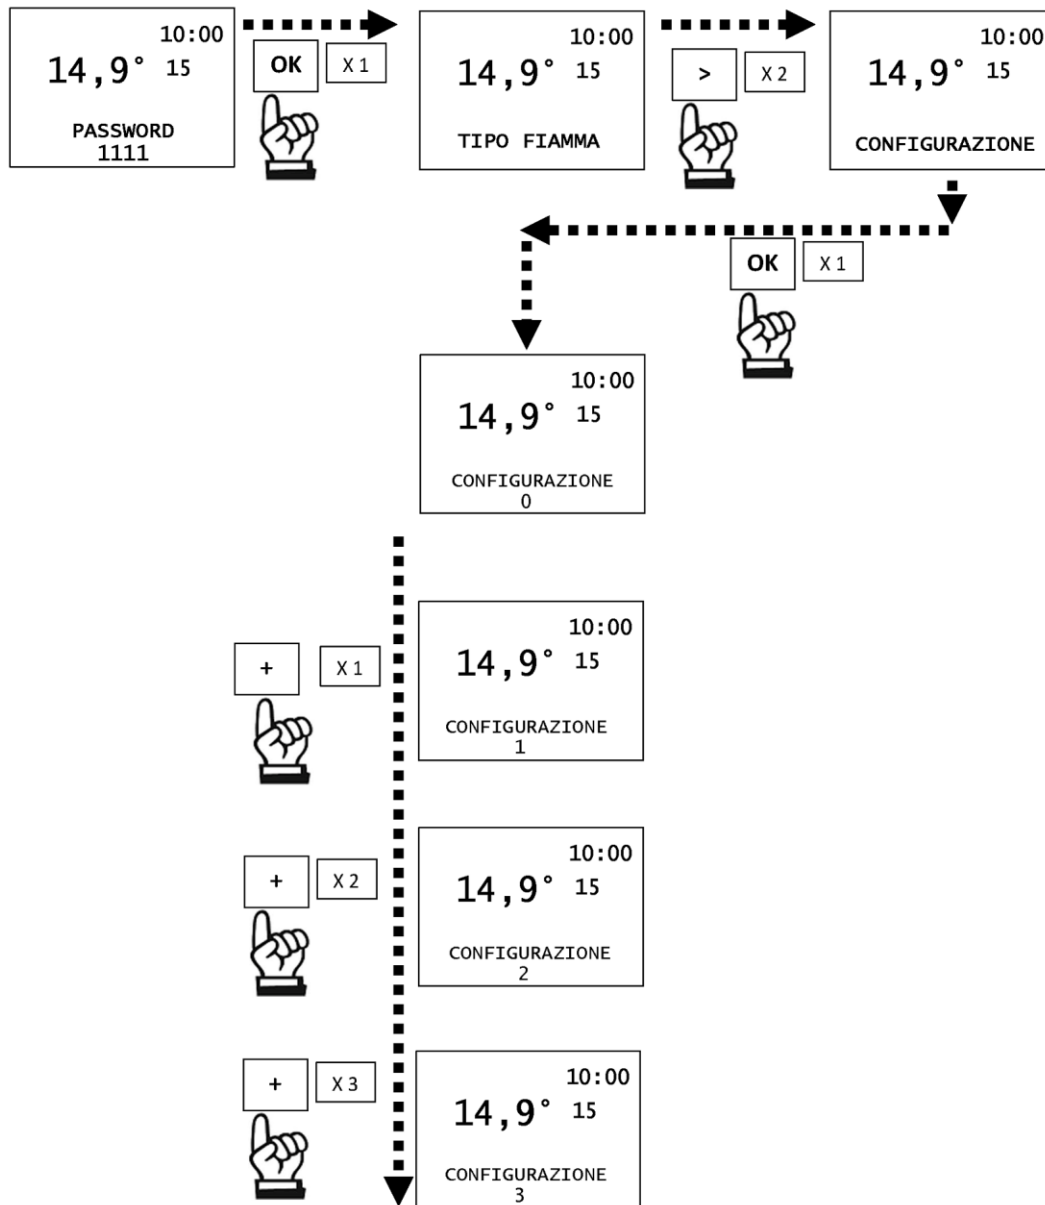 10:00
14,9° 15
PASSWORD
1111
OK X 1
10:00
14,9° 15
TIPO FIAMMA
> X 2
10:00
14,9° 15
CONFIGURAZIONE
OK X 1
10:00
14,9° 15
CONFIGURAZIONE
0
+ X 1
10:00
14,9° 15
CONFIGURAZIONE
1
+ X 2
10:00
14,9° 15
CONFIGURAZIONE
2
+ X 3
10:00
14,9° 15
CONFIGURAZIONE
3